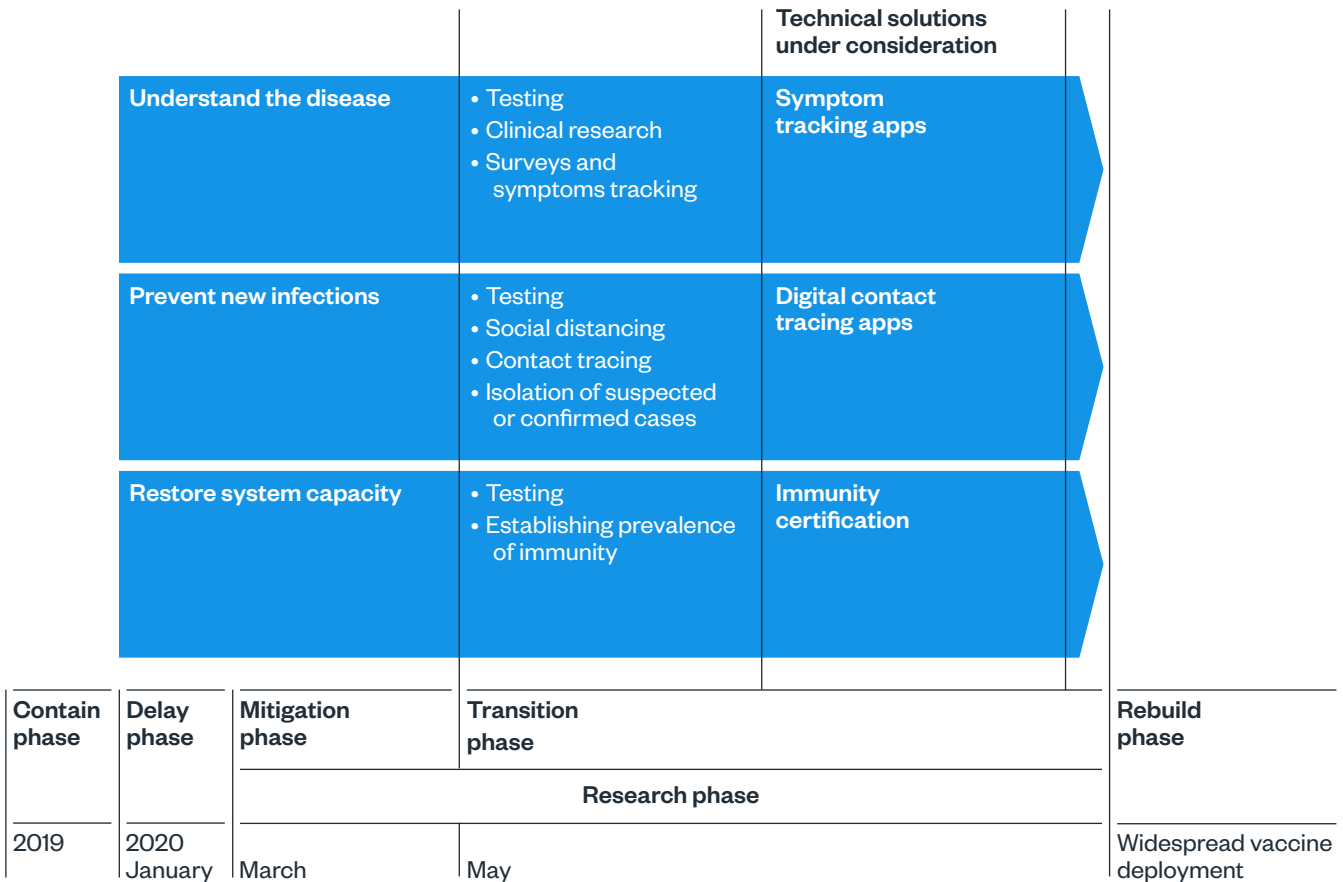 Technical solutions
under consideration
Understand the disease
• Testing
• Clinical research
• Surveys and
symptoms tracking
Symptom
tracking apps
Prevent new infections
• Testing
• Social distancing
• Contact tracing
• Isolation of suspected
or confirmed cases
Digital contact
tracing apps
Restore system capacity
• Testing
• Establishing prevalence
of immunity
Immunity
certification
Contain
phase
Delay
phase
Mitigation
phase
Transition
phase
Rebuild
phase
Research phase
2019
2020
January
March
May
Widespread vaccine
deployment